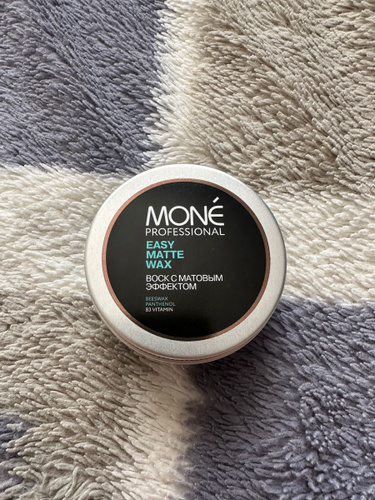 MONÉ
PROFESSIONAL
EASY
MATTE
WAX
ВОСК С МАТОВЫМ
ЭФФЕКТОМ
BEESWAX
PANTHENOL
B3 VITAMIN